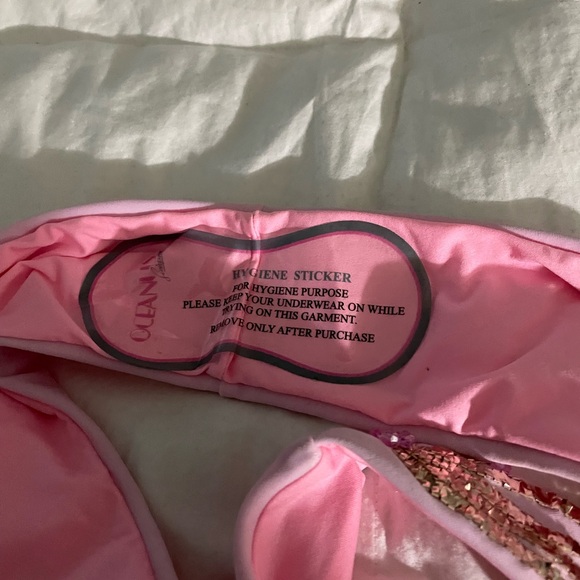 OCEANUS
HYGIENE STICKER
FOR HYGIENE PURPOSE
PLEASE KEEP YOUR UNDERWEAR ON WHILE
TRYING ON THIS GARMENT.
REMOVE ONLY AFTER PURCHASE